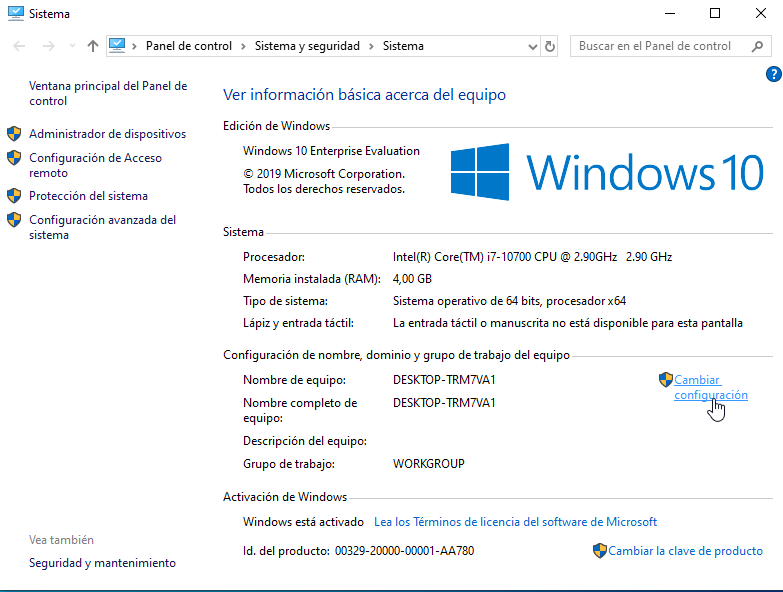 Sistema
Panel de control > Sistema y seguridad > Sistema
Buscar en el Panel de control
?
Ventana principal del Panel de
control
Administrador de dispositivos
Configuración de Acceso
remoto
Protección del sistema
Configuración avanzada del
sistema
Ver información básica acerca del equipo
Edición de Windows
Windows 10 Enterprise Evaluation
© 2019 Microsoft Corporation.
Todos los derechos reservados.
Windows 10
Sistema
Procesador: Intel(R) Core(TM) i7-10700 CPU @ 2.90GHz 2.90 GHz
Memoria instalada (RAM): 4,00 GB
Tipo de sistema: Sistema operativo de 64 bits, procesador x64
Lápiz y entrada táctil: La entrada táctil o manuscrita no está disponible para esta pantalla
Configuración de nombre, dominio y grupo de trabajo del equipo
Nombre de equipo: DESKTOP-TRM7VA1
Cambiar
configuración
Nombre completo de
equipo:
DESKTOP-TRM7VA1
Descripción del equipo:
Grupo de trabajo: WORKGROUP
Activación de Windows
Windows está activado Lea los Términos de licencia del software de Microsoft
Id. del producto: 00329-20000-00001-AA780
Cambiar la clave de producto
Vea también
Seguridad y mantenimiento